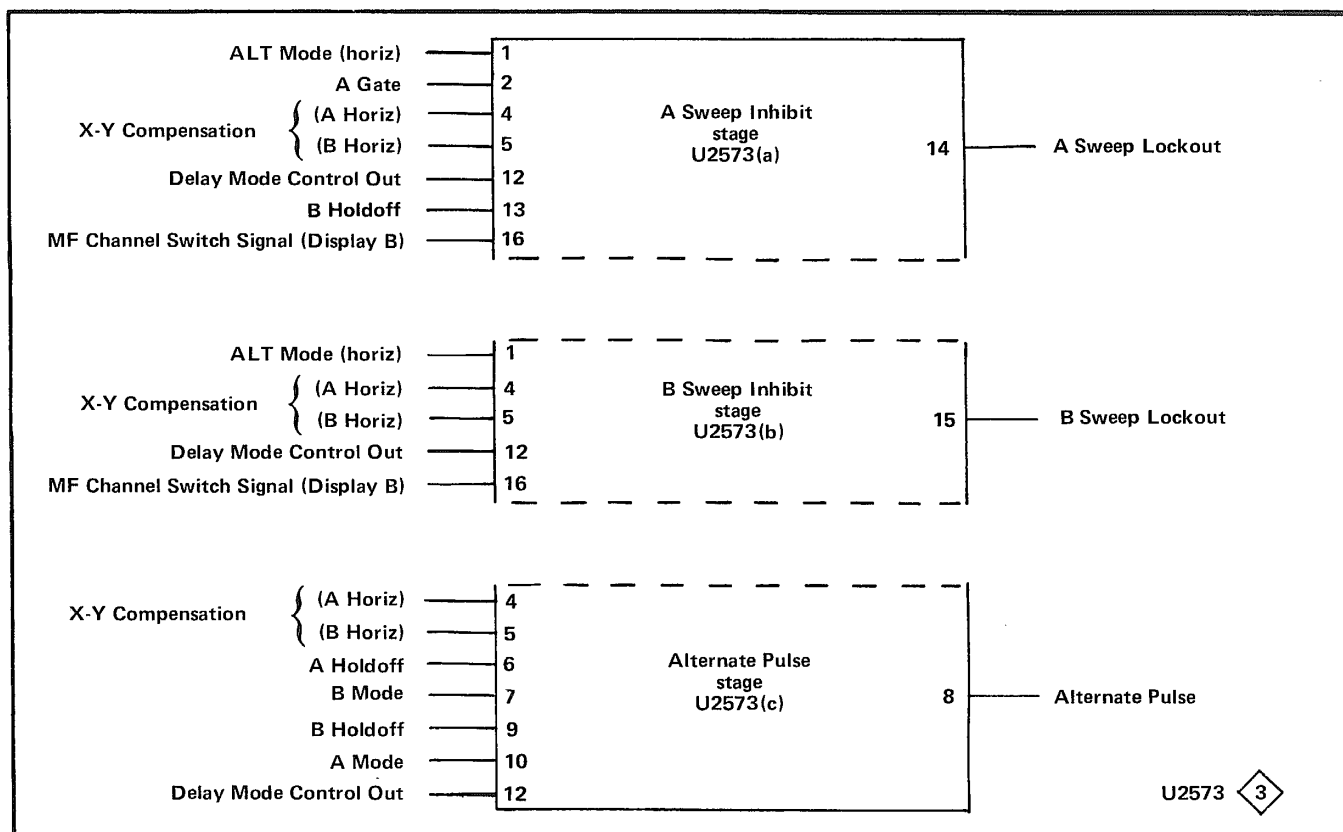 ALT Mode (horiz) 1
A Gate 2
X-Y Compensation { (A Horiz) 4
(B Horiz) 5
Delay Mode Control Out 12
B Holdoff 13
MF Channel Switch Signal (Display B) 16
A Sweep Inhibit
stage
U2573(a)
14 A Sweep Lockout
ALT Mode (horiz) 1
X-Y Compensation { (A Horiz) 4
(B Horiz) 5
Delay Mode Control Out 12
MF Channel Switch Signal (Display B) 16
B Sweep Inhibit
stage
U2573(b)
15 B Sweep Lockout
X-Y Compensation { (A Horiz) 4
(B Horiz) 5
A Holdoff 6
B Mode 7
B Holdoff 9
A Mode 10
Delay Mode Control Out 12
Alternate Pulse
stage
U2573(c)
8 Alternate Pulse
U2573 3